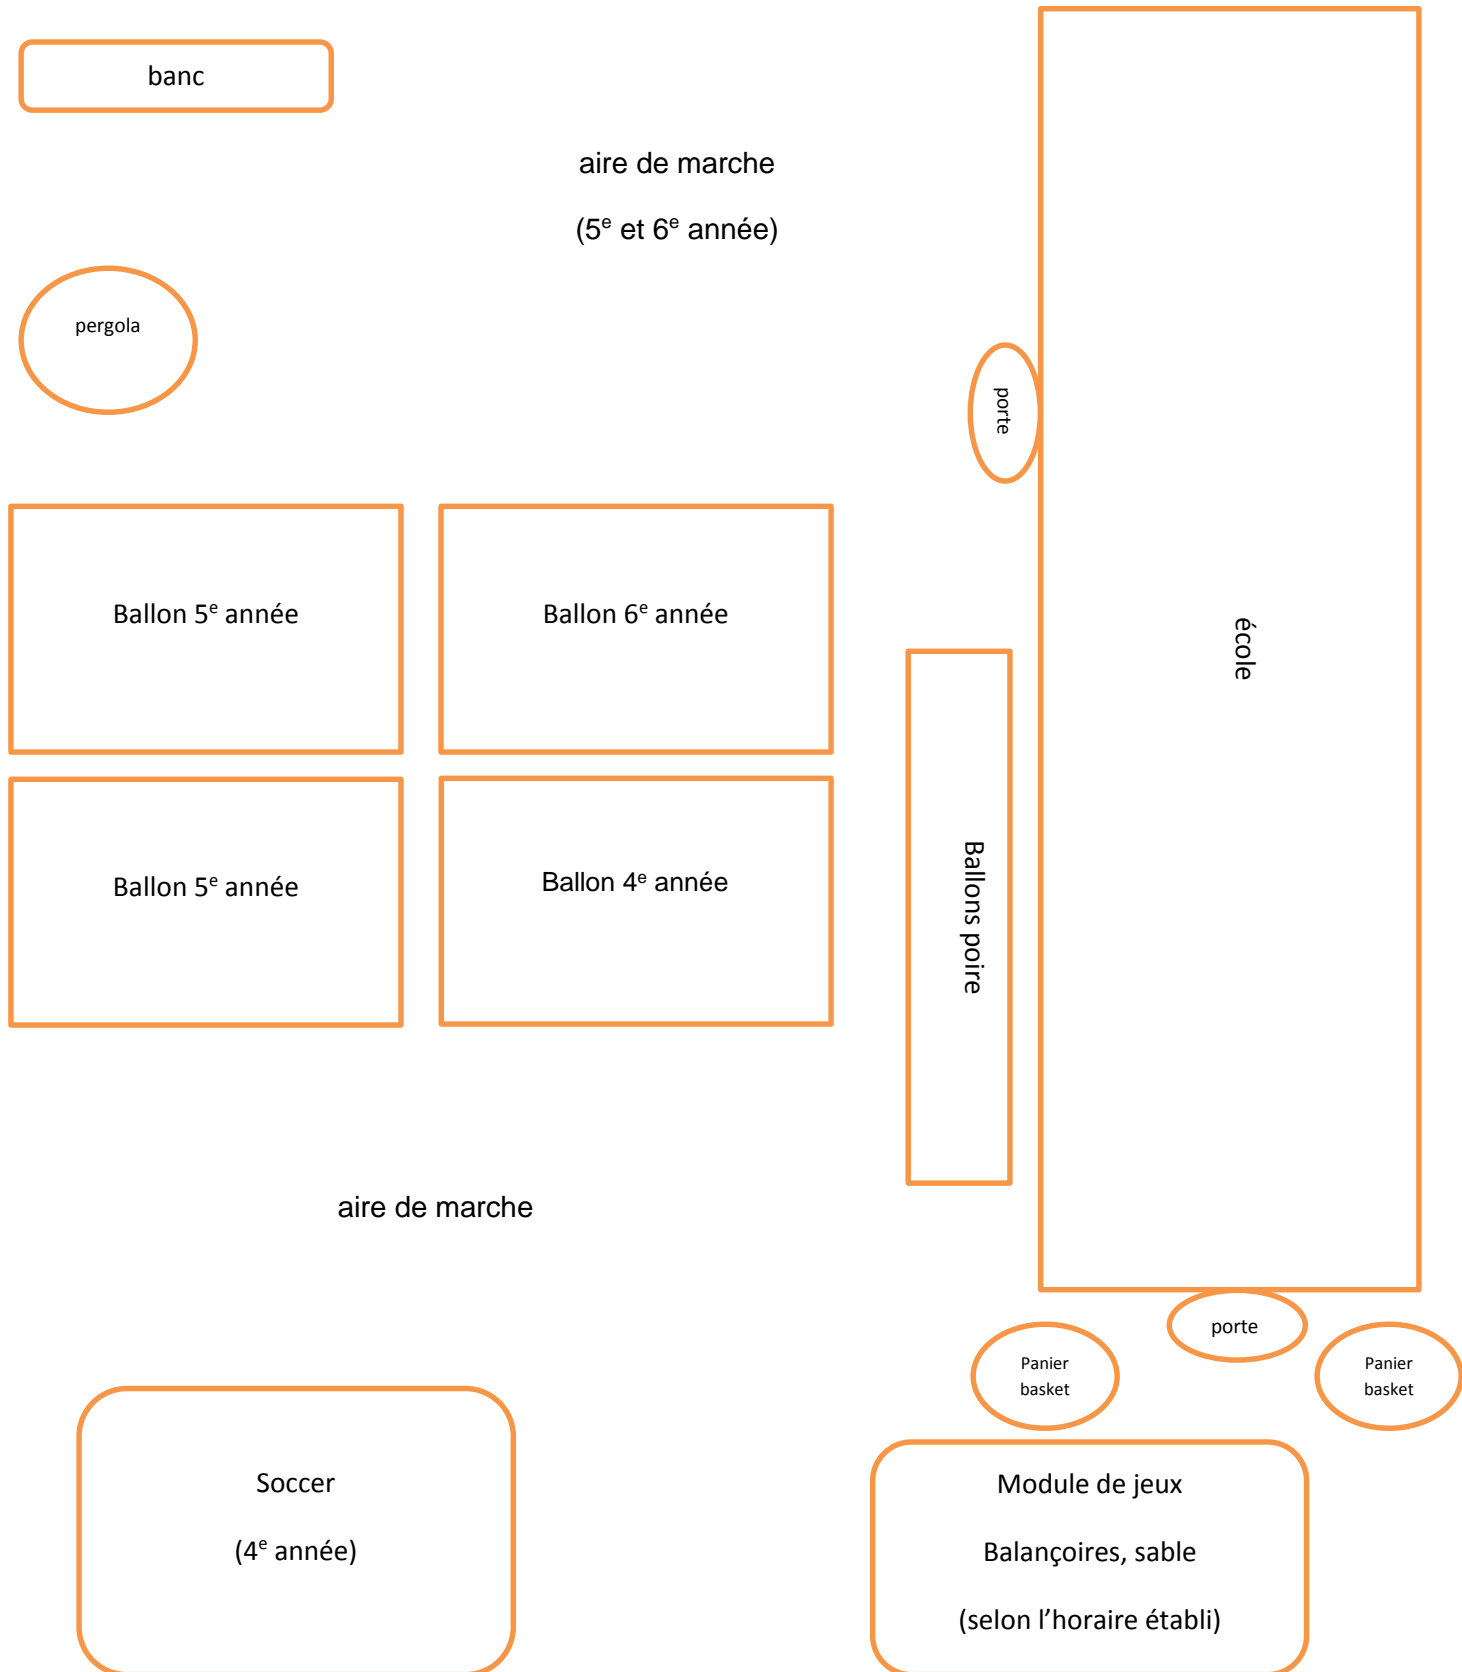 banc
aire de marche
(5e et 6e année)
pergola
porte
Ballon 5e année
Ballon 6e année
école
Ballon 5e année
Ballon 4e année
Ballons poire
aire de marche
porte
Panier
basket
Panier
basket
Soccer
(4e année)
Module de jeux
Balançoires, sable
(selon l’horaire établi)